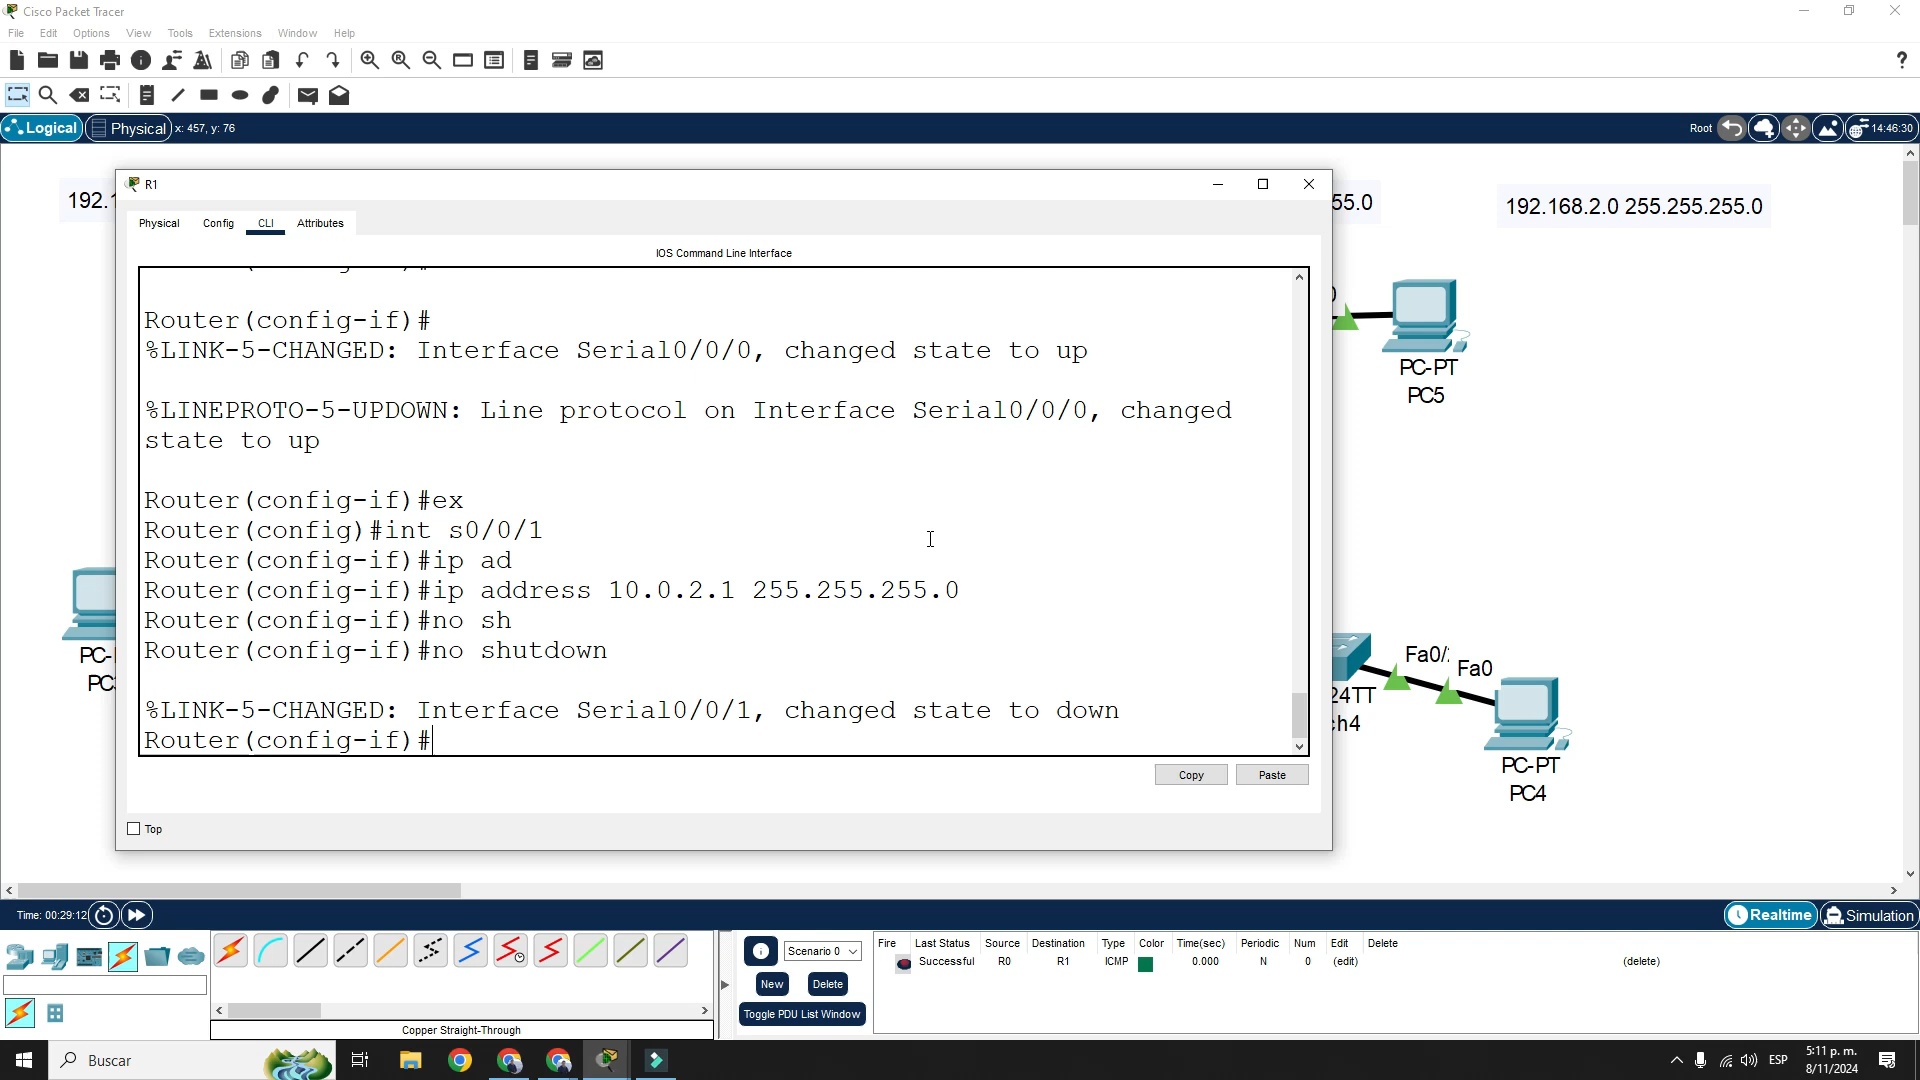 Cisco Packet Tracer
File Edit Options View Tools Extensions Window Help
?
Logical Physical x: 457, y: 76 Root 14:46:30
192.1
R1
55.0
192.168.2.0 255.255.255.0
Physical Config CLI Attributes
IOS Command Line Interface
Router(config-if)#
%LINK-5-CHANGED: Interface Serial0/0/0, changed state to up
%LINEPROTO-5-UPDOWN: Line protocol on Interface Serial0/0/0, changed
state to up
Router(config-if)#ex
Router(config)#int s0/0/1
Router(config-if)#ip ad
Router(config-if)#ip address 10.0.2.1 255.255.255.0
Router(config-if)#no sh
Router(config-if)#no shutdown
%LINK-5-CHANGED: Interface Serial0/0/1, changed state to down
Router(config-if)#
Copy Paste
Top
PC-PT
PC5
PC-
PC
Fa0/
Fa0
24TT
h4
PC-PT
PC4
Time: 00:29:12
Realtime Simulation
Scenario 0
New Delete
Toggle PDU List Window
Fire Last Status Source Destination Type Color Time(sec) Periodic Num Edit Delete
Successful R0 R1 ICMP 0.000 N 0 (edit) (delete)
Copper Straight-Through
Buscar
ESP
5:11 p. m.
8/11/2024